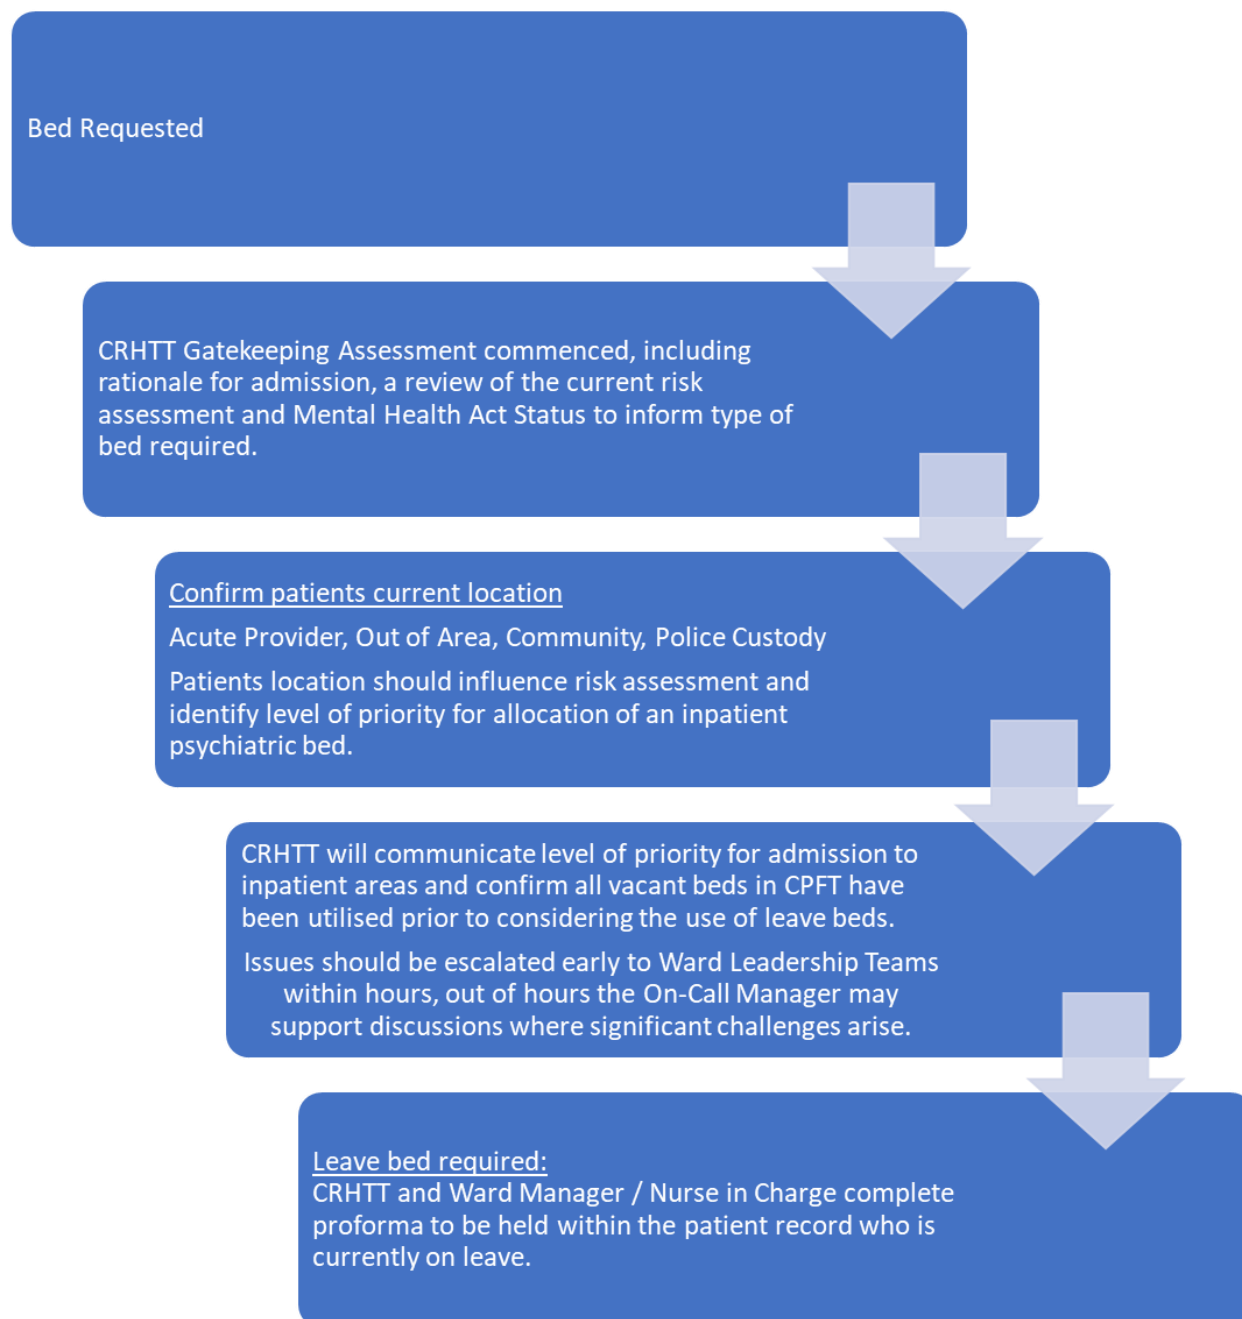 Bed Requested
CRHTT Gatekeeping Assessment commenced, including
rationale for admission, a review of the current risk
assessment and Mental Health Act Status to inform type of
bed required.
Confirm patients current location
Acute Provider, Out of Area, Community, Police Custody
Patients location should influence risk assessment and
identify level of priority for allocation of an inpatient
psychiatric bed.
CRHTT will communicate level of priority for admission to
inpatient areas and confirm all vacant beds in CPFT have
been utilised prior to considering the use of leave beds.
Issues should be escalated early to Ward Leadership Teams
within hours, out of hours the On-Call Manager may
support discussions where significant challenges arise.
Leave bed required:
CRHTT and Ward Manager / Nurse in Charge complete
proforma to be held within the patient record who is
currently on leave.